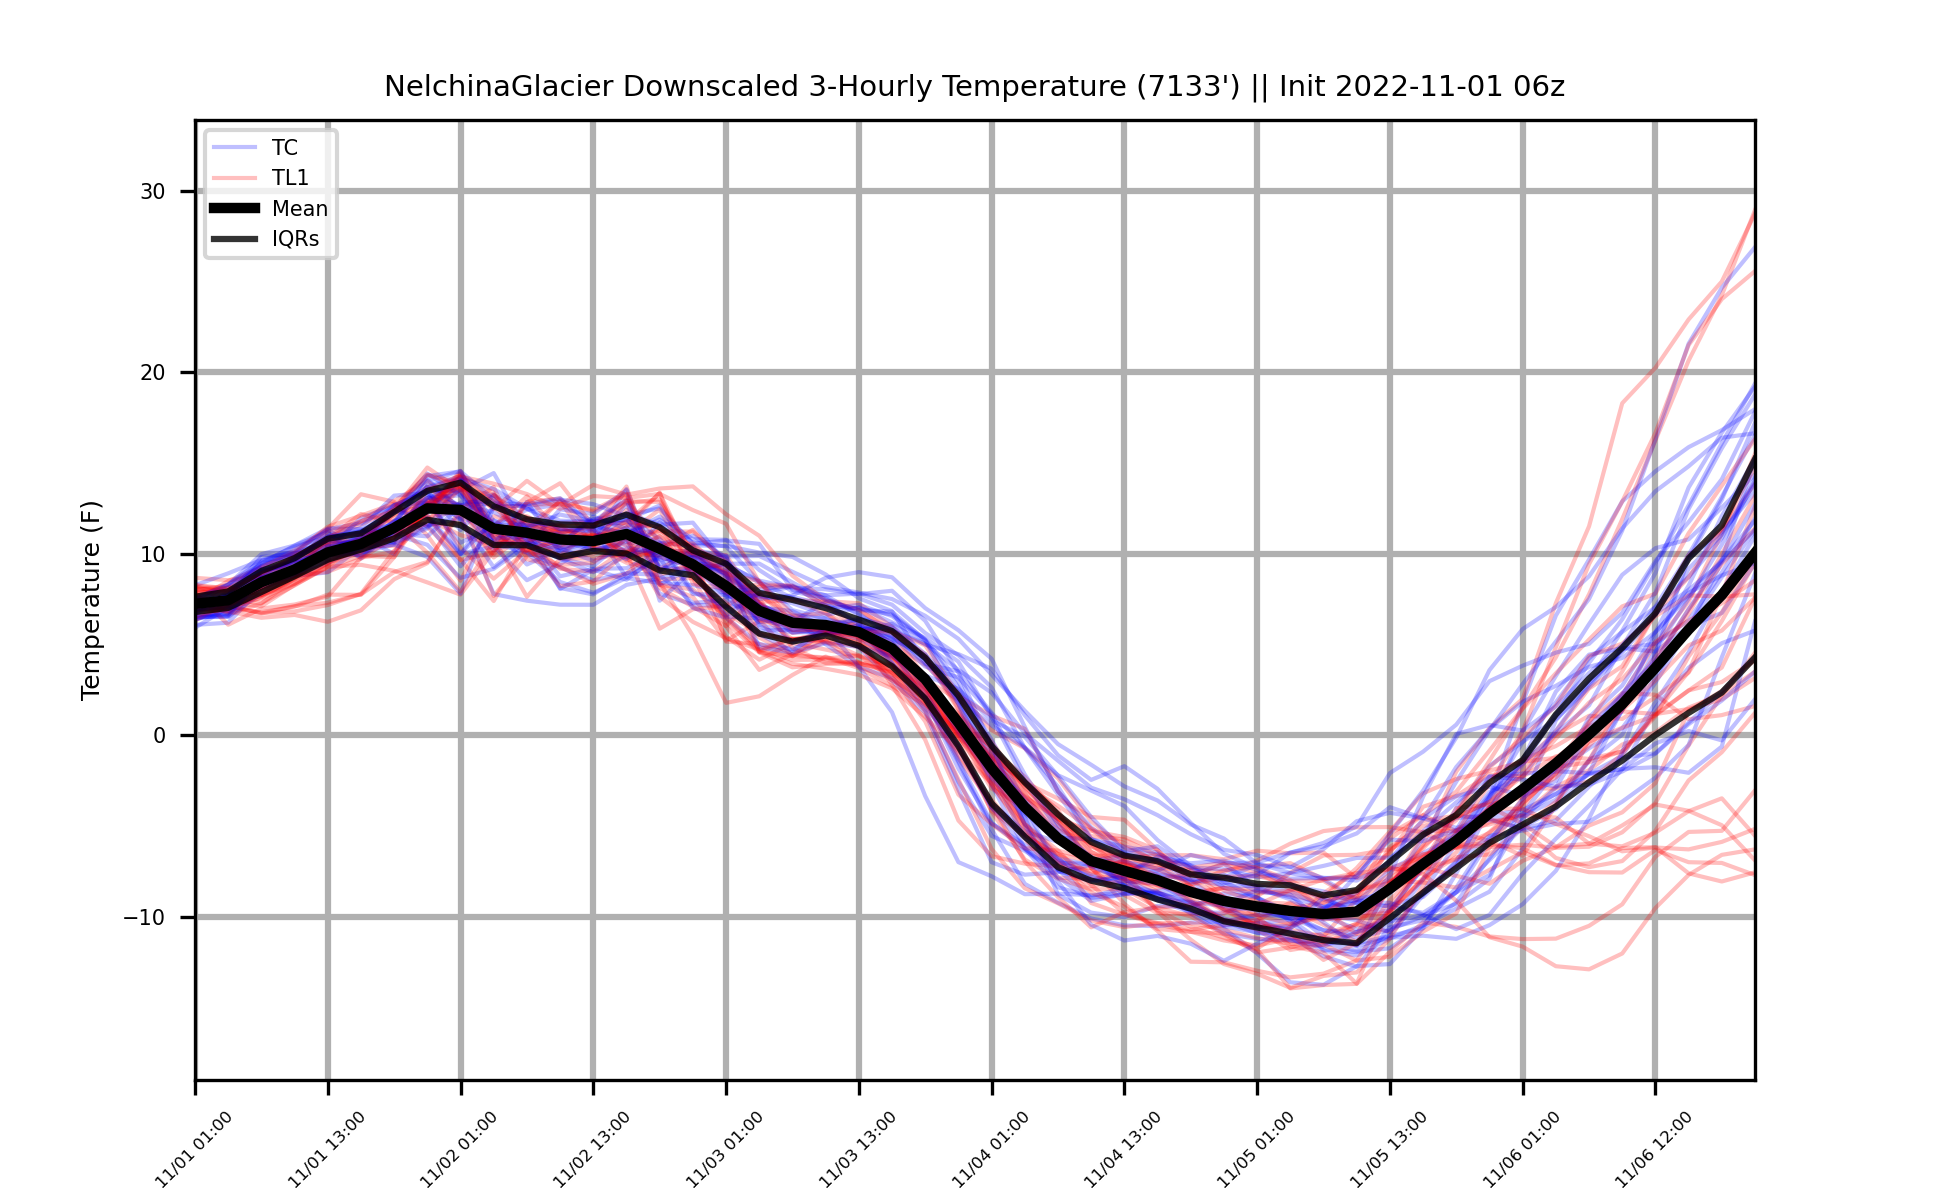 NelchinaGlacier Downscaled 3-Hourly Temperature (7133') || Init 2022-11-01 06z
TC
TL1
Mean
IQRs
Temperature (F)
30
20
10
0
−10
11/01 01:00
11/01 13:00
11/02 01:00
11/02 13:00
11/03 01:00
11/03 13:00
11/04 01:00
11/04 13:00
11/05 01:00
11/05 13:00
11/06 01:00
11/06 12:00